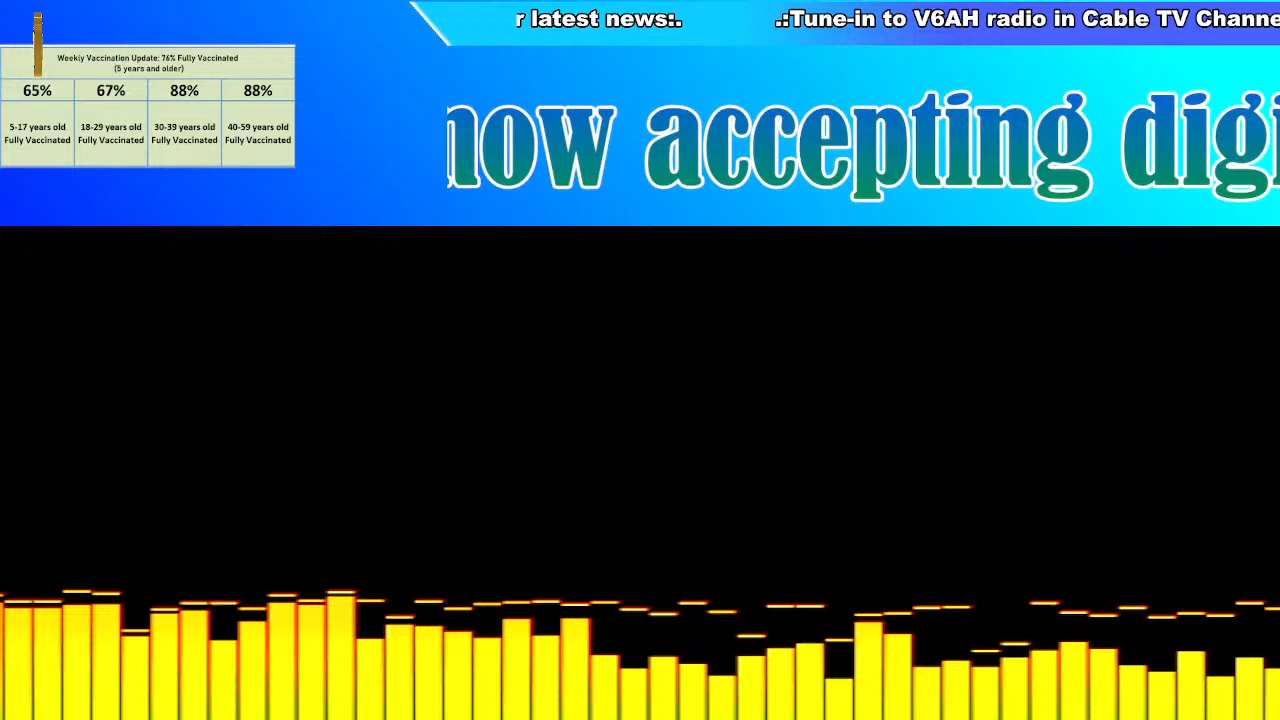 r latest news:. .:Tune-in to V6AH radio in Cable TV Channe
Weekly Vaccination Update: 76% Fully Vaccinated
(5 years and older)
65% 67% 88% 88%
5-17 years old 18-29 years old 30-39 years old 40-59 years old
Fully Vaccinated Fully Vaccinated Fully Vaccinated Fully Vaccinated
now accepting digi